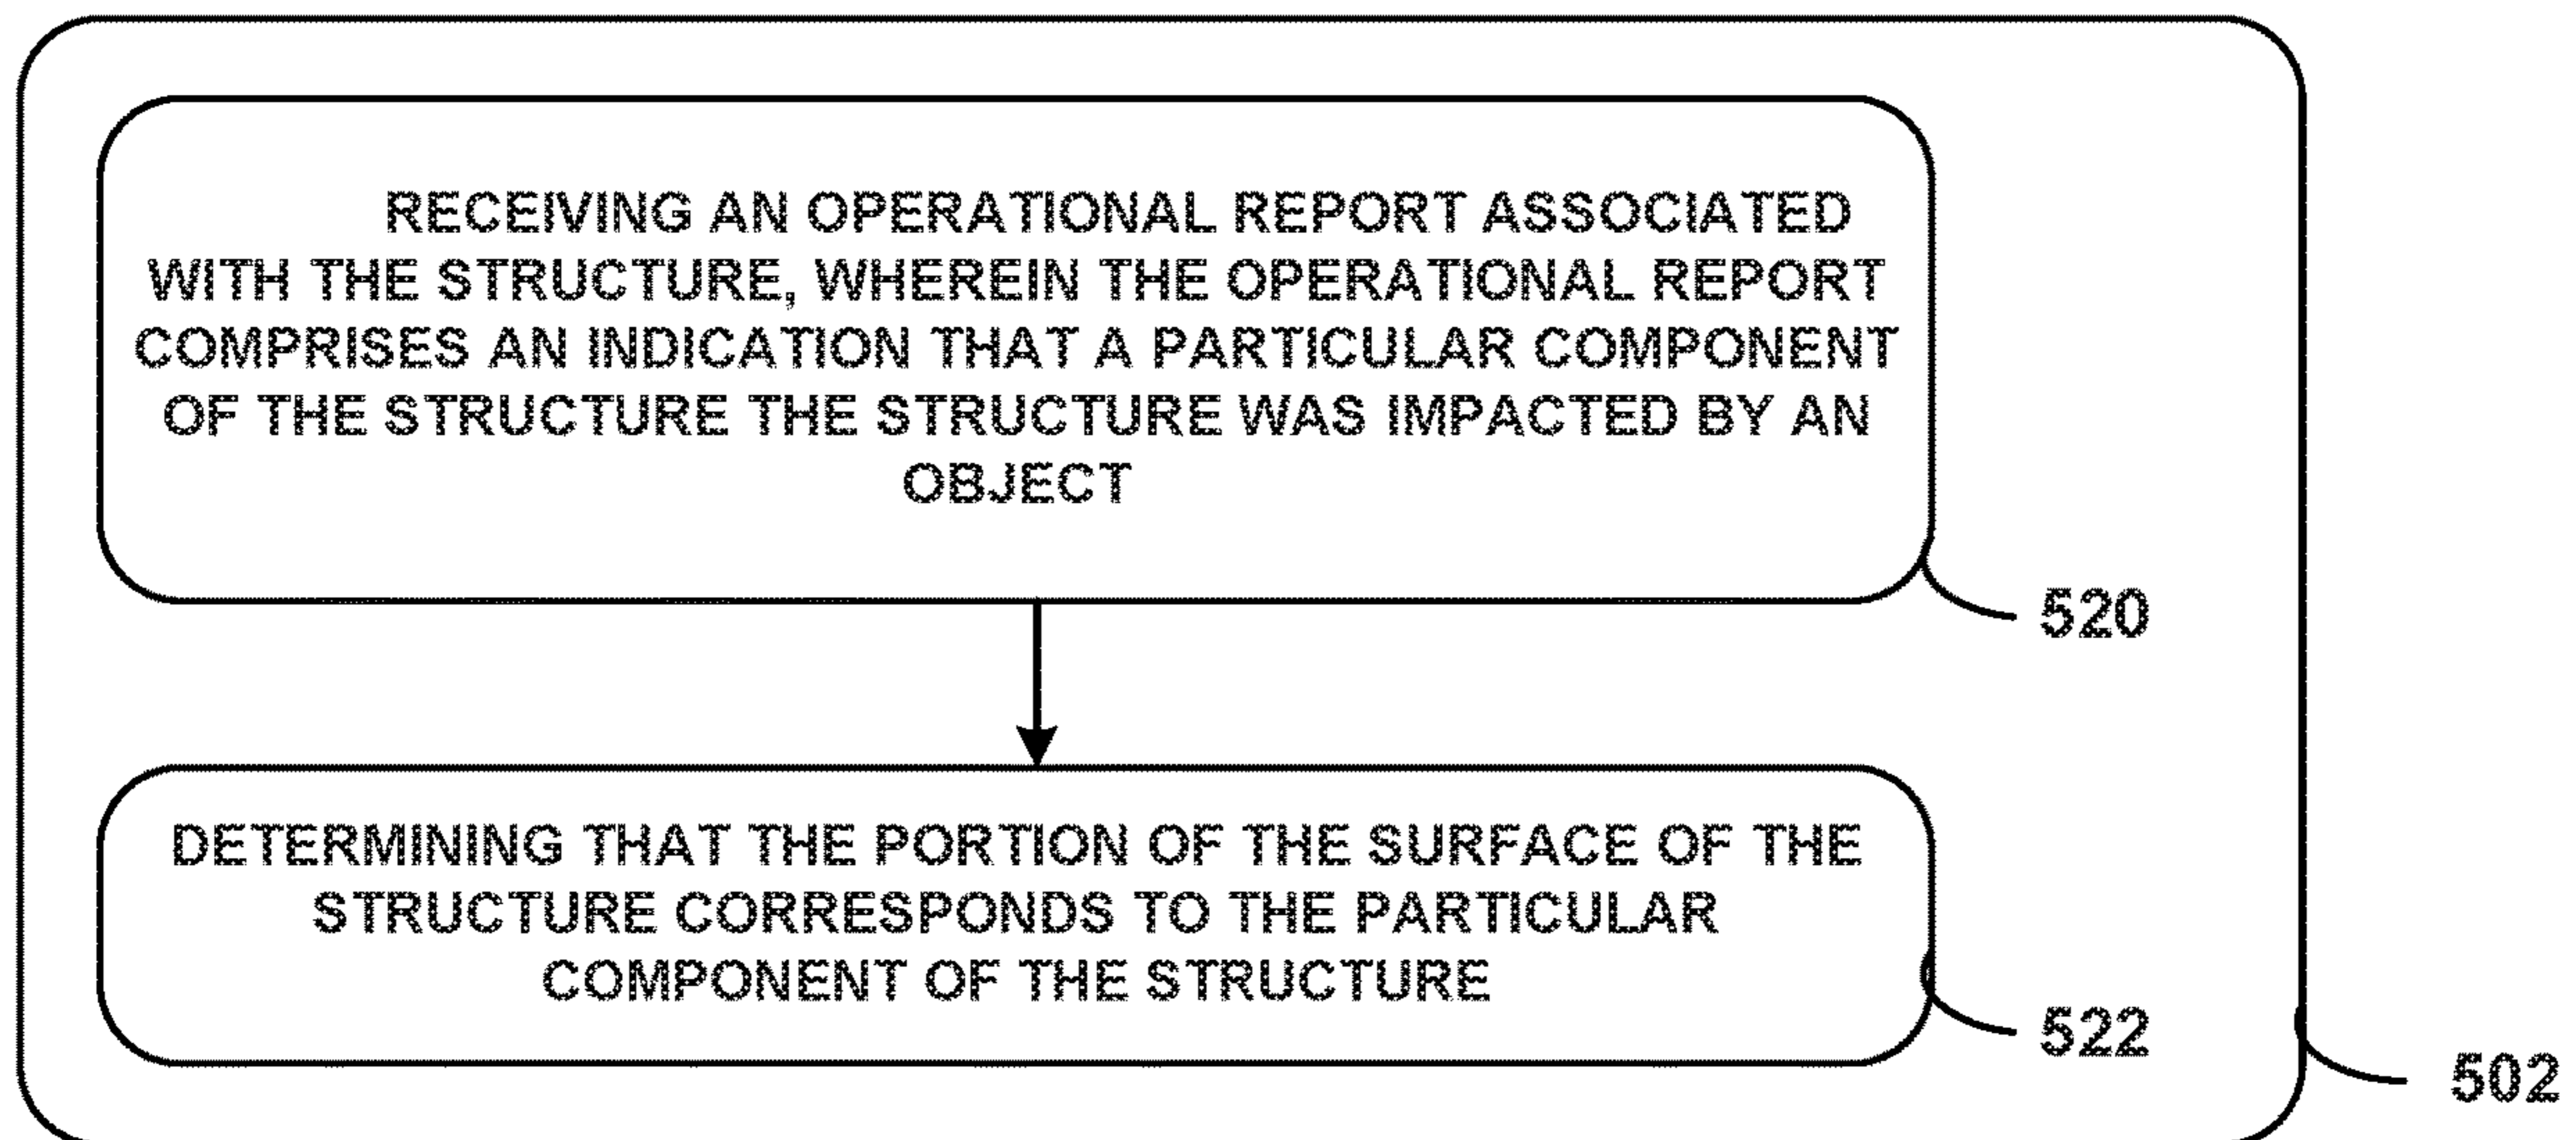 RECEIVING AN OPERATIONAL REPORT ASSOCIATED
WITH THE STRUCTURE, WHEREIN THE OPERATIONAL REPORT
COMPRISES AN INDICATION THAT A PARTICULAR COMPONENT
OF THE STRUCTURE THE STRUCTURE WAS IMPACTED BY AN
OBJECT
520
DETERMINING THAT THE PORTION OF THE SURFACE OF THE
STRUCTURE CORRESPONDS TO THE PARTICULAR
COMPONENT OF THE STRUCTURE
522
502